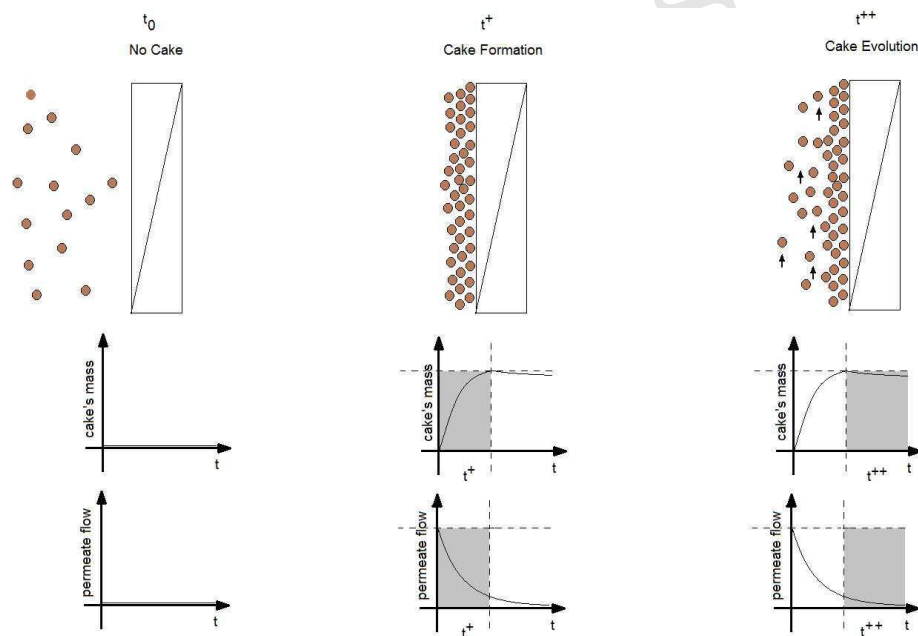 t0
No Cake
t+
Cake Formation
t++
Cake Evolution
cake's mass
t
cake's mass
t+
t
cake's mass
t++
t
permeate flow
t
permeate flow
t+
t
permeate flow
t++
t